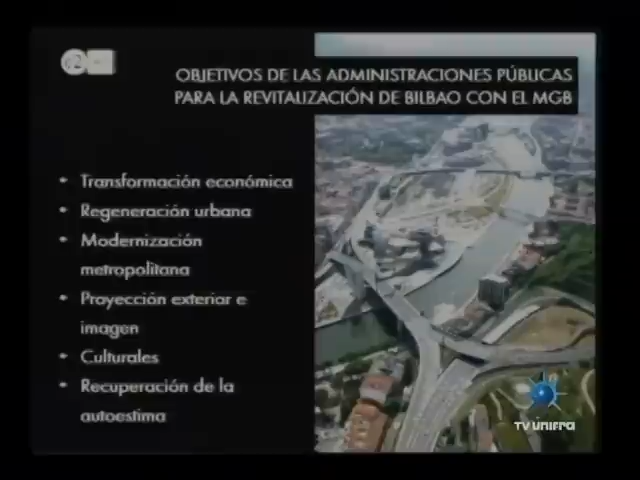 OBJETIVOS DE LAS ADMINISTRACIONES PÚBLICAS
PARA LA REVITALIZACIÓN DE BILBAO CON EL MGB
• Transformación económica
• Regeneración urbana
• Modernización
metropolitana
• Proyección exterior e
imagen
• Culturales
• Recuperación de la
autoestima
TV UNIFRA